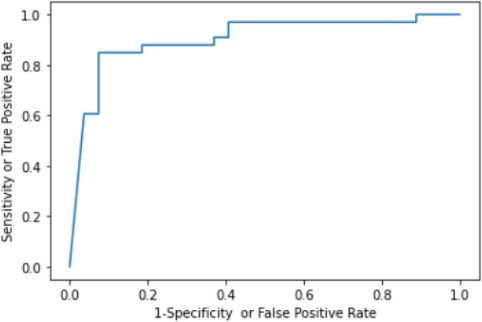 1.0
0.8
0.6
0.4
0.2
0.0
Sensitivity or True Positive Rate
0.0 0.2 0.4 0.6 0.8 1.0
1-Specificity or False Positive Rate